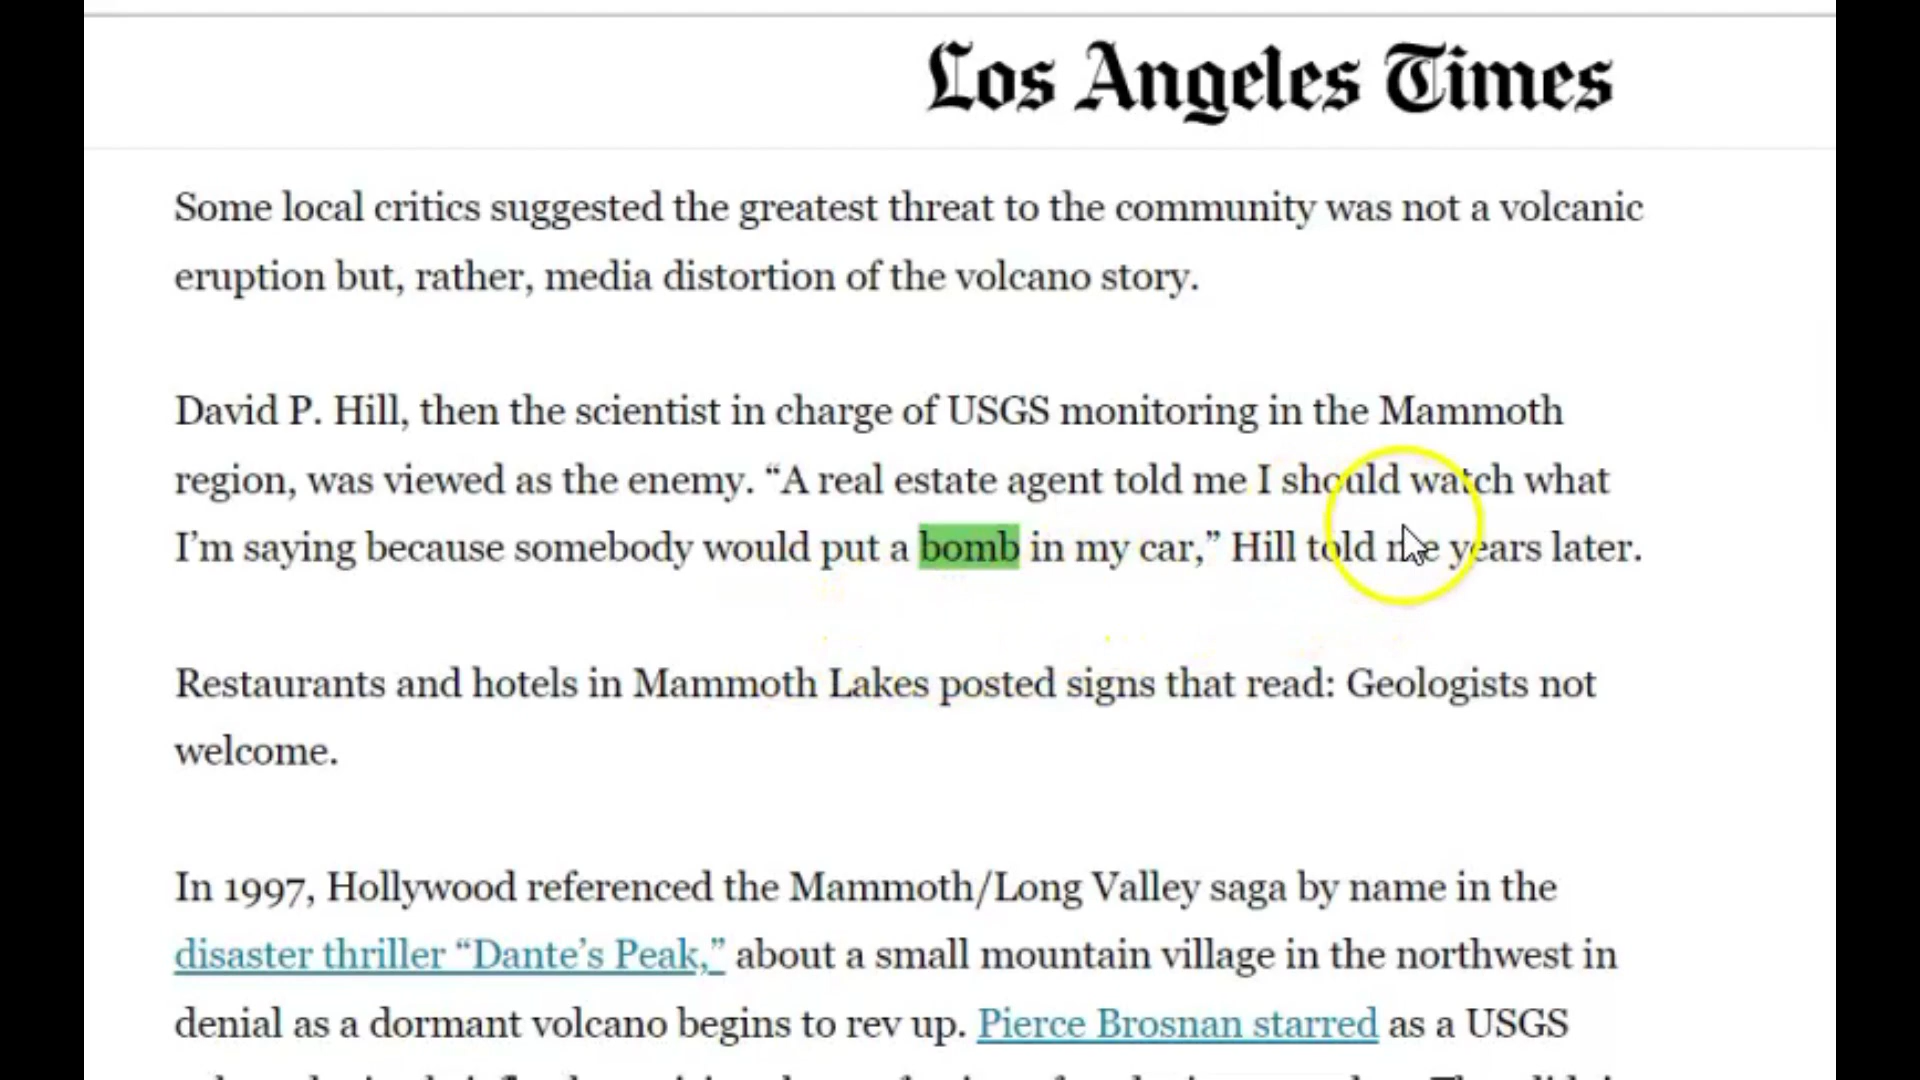 Los Angeles Times
Some local critics suggested the greatest threat to the community was not a volcanic
eruption but, rather, media distortion of the volcano story.
David P. Hill, then the scientist in charge of USGS monitoring in the Mammoth
region, was viewed as the enemy. “A real estate agent told me I should watch what
I’m saying because somebody would put a bomb in my car,” Hill told me years later.
Restaurants and hotels in Mammoth Lakes posted signs that read: Geologists not
welcome.
In 1997, Hollywood referenced the Mammoth/Long Valley saga by name in the
disaster thriller “Dante’s Peak,” about a small mountain village in the northwest in
denial as a dormant volcano begins to rev up. Pierce Brosnan starred as a USGS